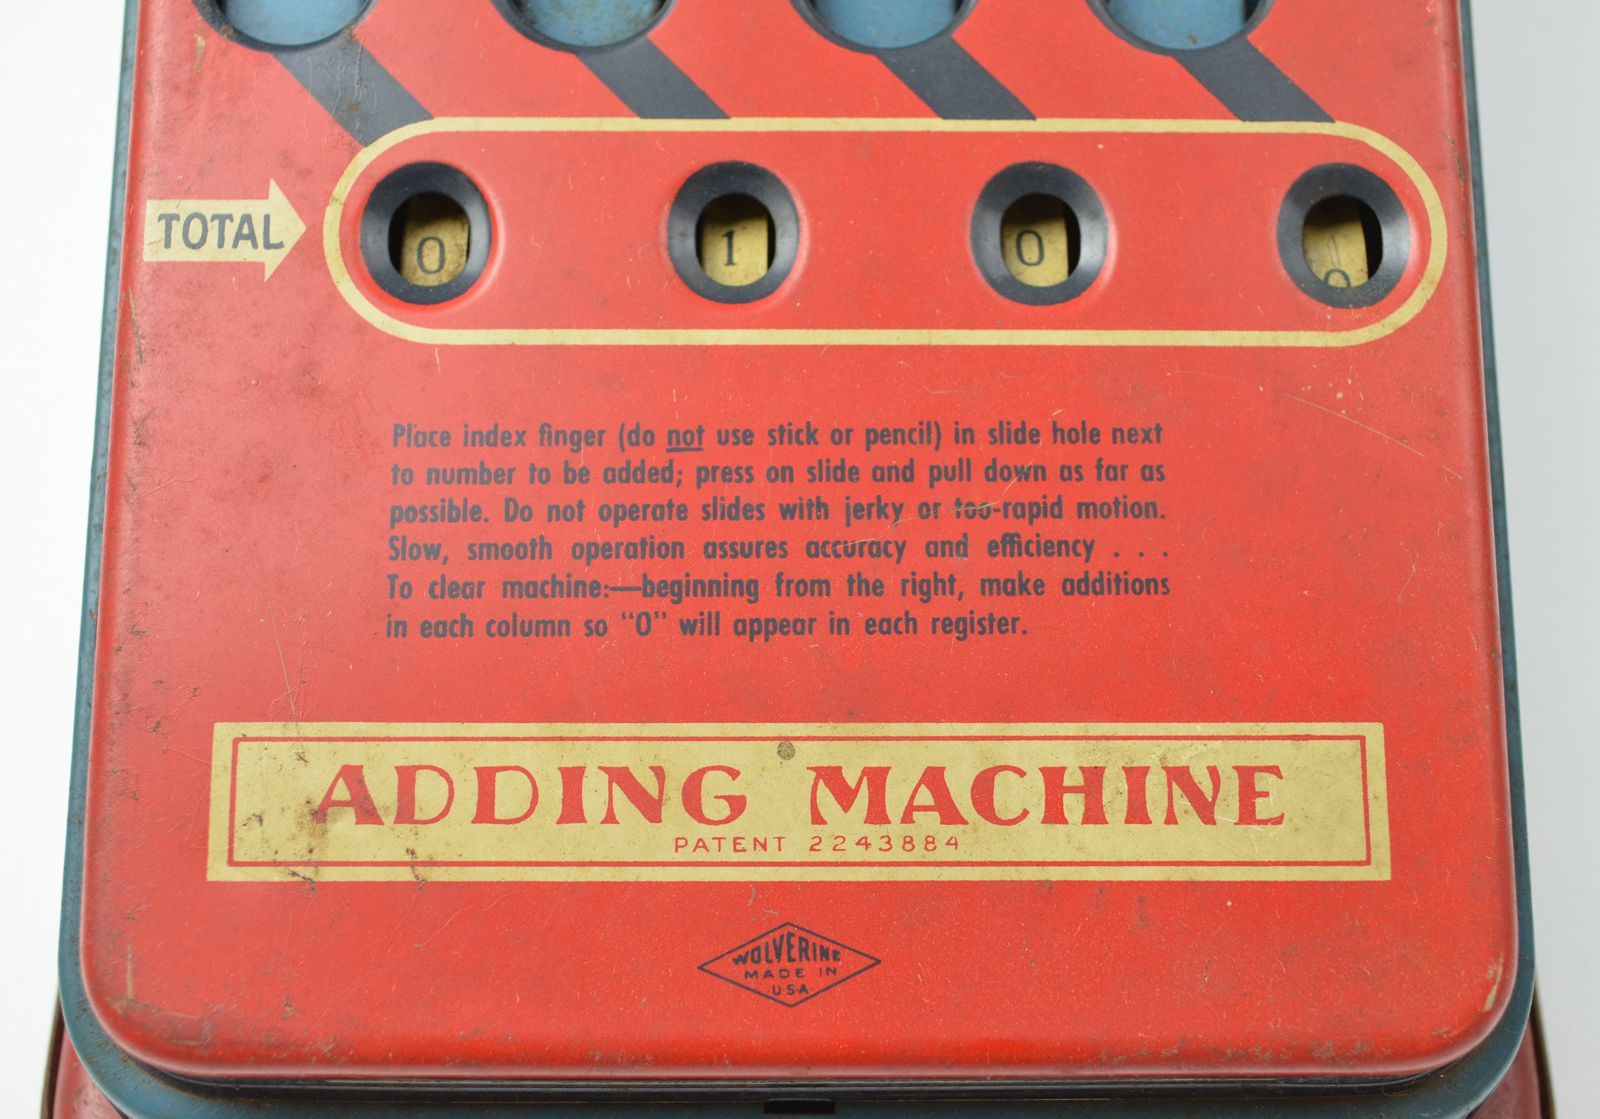 TOTAL
0 1 0 0
Place index finger (do not use stick or pencil) in slide hole next
to number to be added; press on slide and pull down as far as
possible. Do not operate slides with jerky or too-rapid motion.
Slow, smooth operation assures accuracy and efficiency . . .
To clear machine:—beginning from the right, make additions
in each column so “0” will appear in each register.
ADDING MACHINE
PATENT 2243884
WOLVERINE
MADE IN
U·S·A·